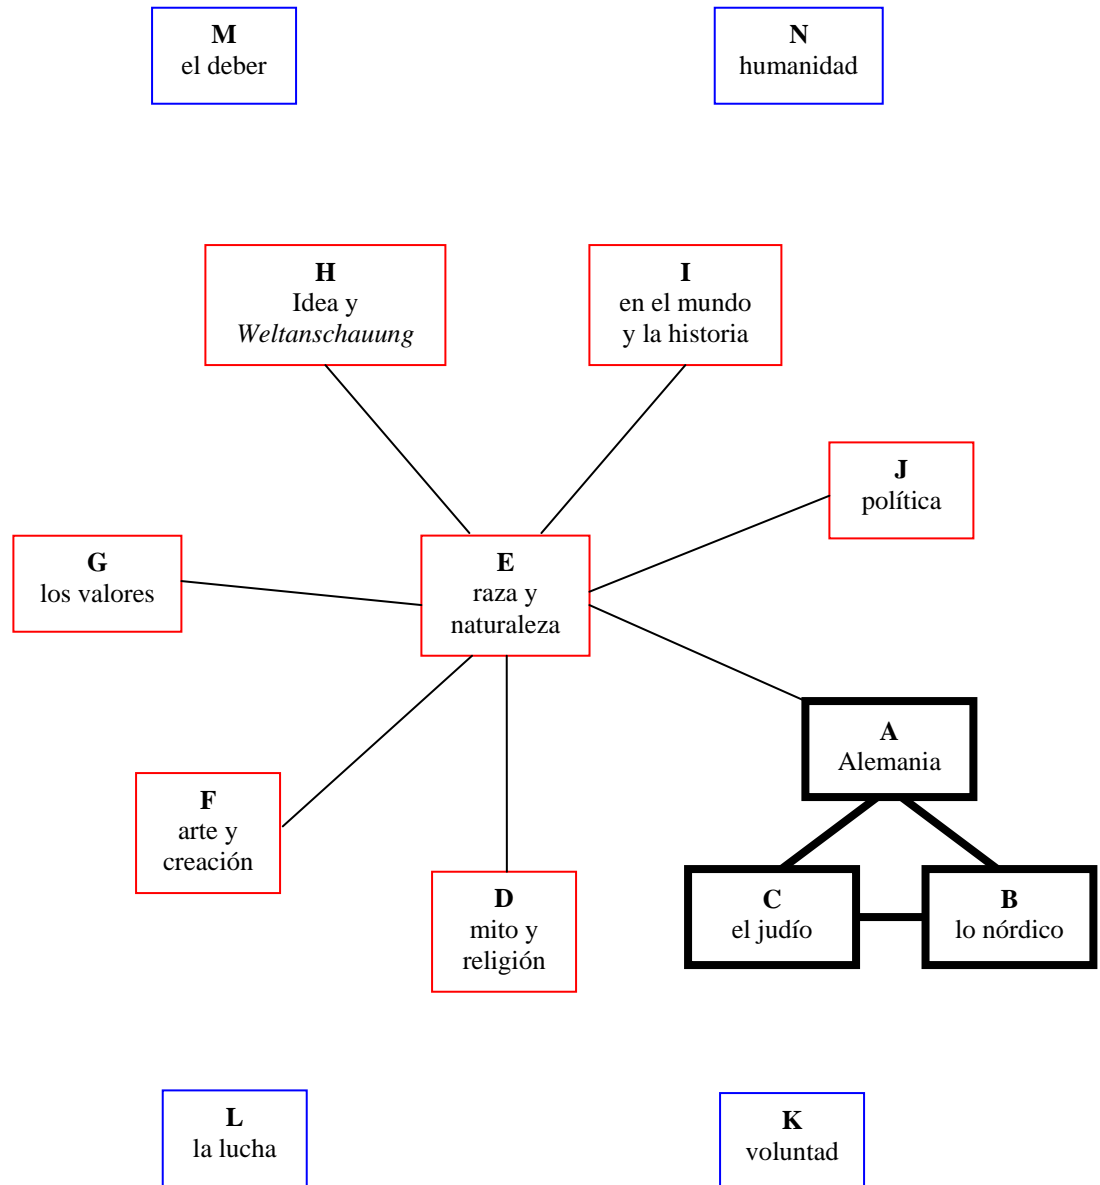 M
el deber
N
humanidad
H
Idea y
Weltanschauung
I
en el mundo
y la historia
J
política
G
los valores
E
raza y
naturaleza
A
Alemania
F
arte y
creación
D
mito y
religión
C
el judío
B
lo nórdico
L
la lucha
K
voluntad